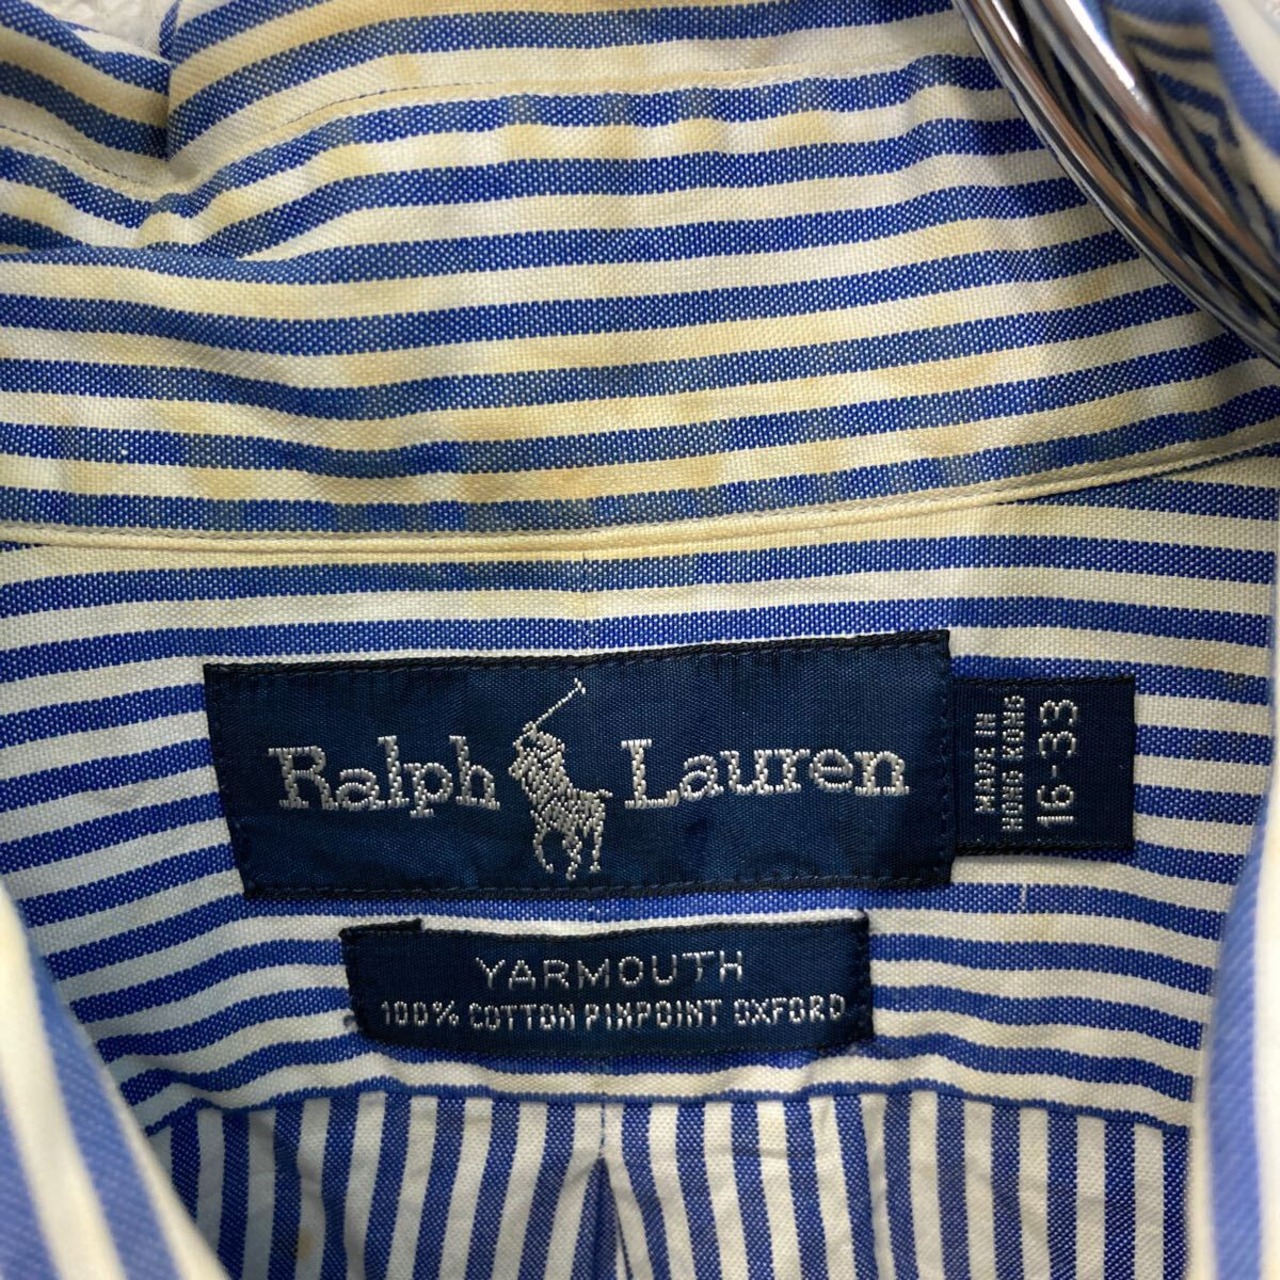 Ralph Lauren
MADE IN
HONG KONG
16-33
YARMOUTH
100% COTTON PINPOINT OXFORD